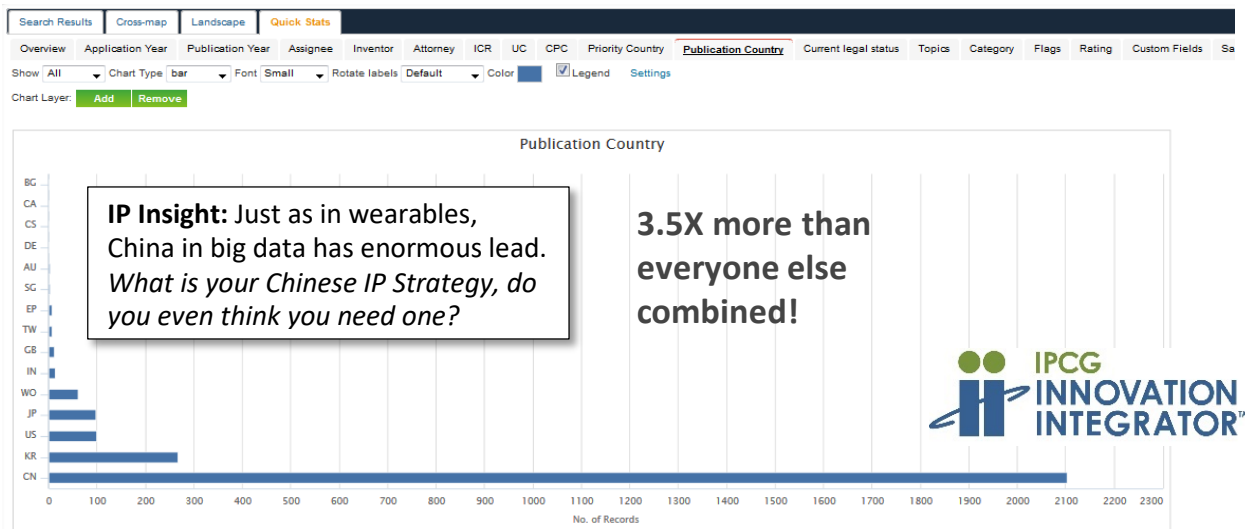 Search Results Cross-map Landscape Quick Stats
Overview Application Year Publication Year Assignee Inventor Attorney ICR UC CPC Priority Country Publication Country Current legal status Topics Category Flags Rating Custom Fields Sa
Show All Chart Type bar Font Small Rotate labels Default Color Legend Settings
Chart Layer: Add Remove
Publication Country
IP Insight: Just as in wearables,
China in big data has enormous lead.
What is your Chinese IP Strategy, do
you even think you need one?
3.5X more than
everyone else
combined!
BG
CA
CS
DE
AU
SG
EP
TW
GB
IN
WO
JP
US
KR
CN
IPCG
INNOVATION
INTEGRATOR™
0 100 200 300 400 500 600 700 800 900 1000 1100 1200 1300 1400 1500 1600 1700 1800 1900 2000 2100 2200 2300
No. of Records